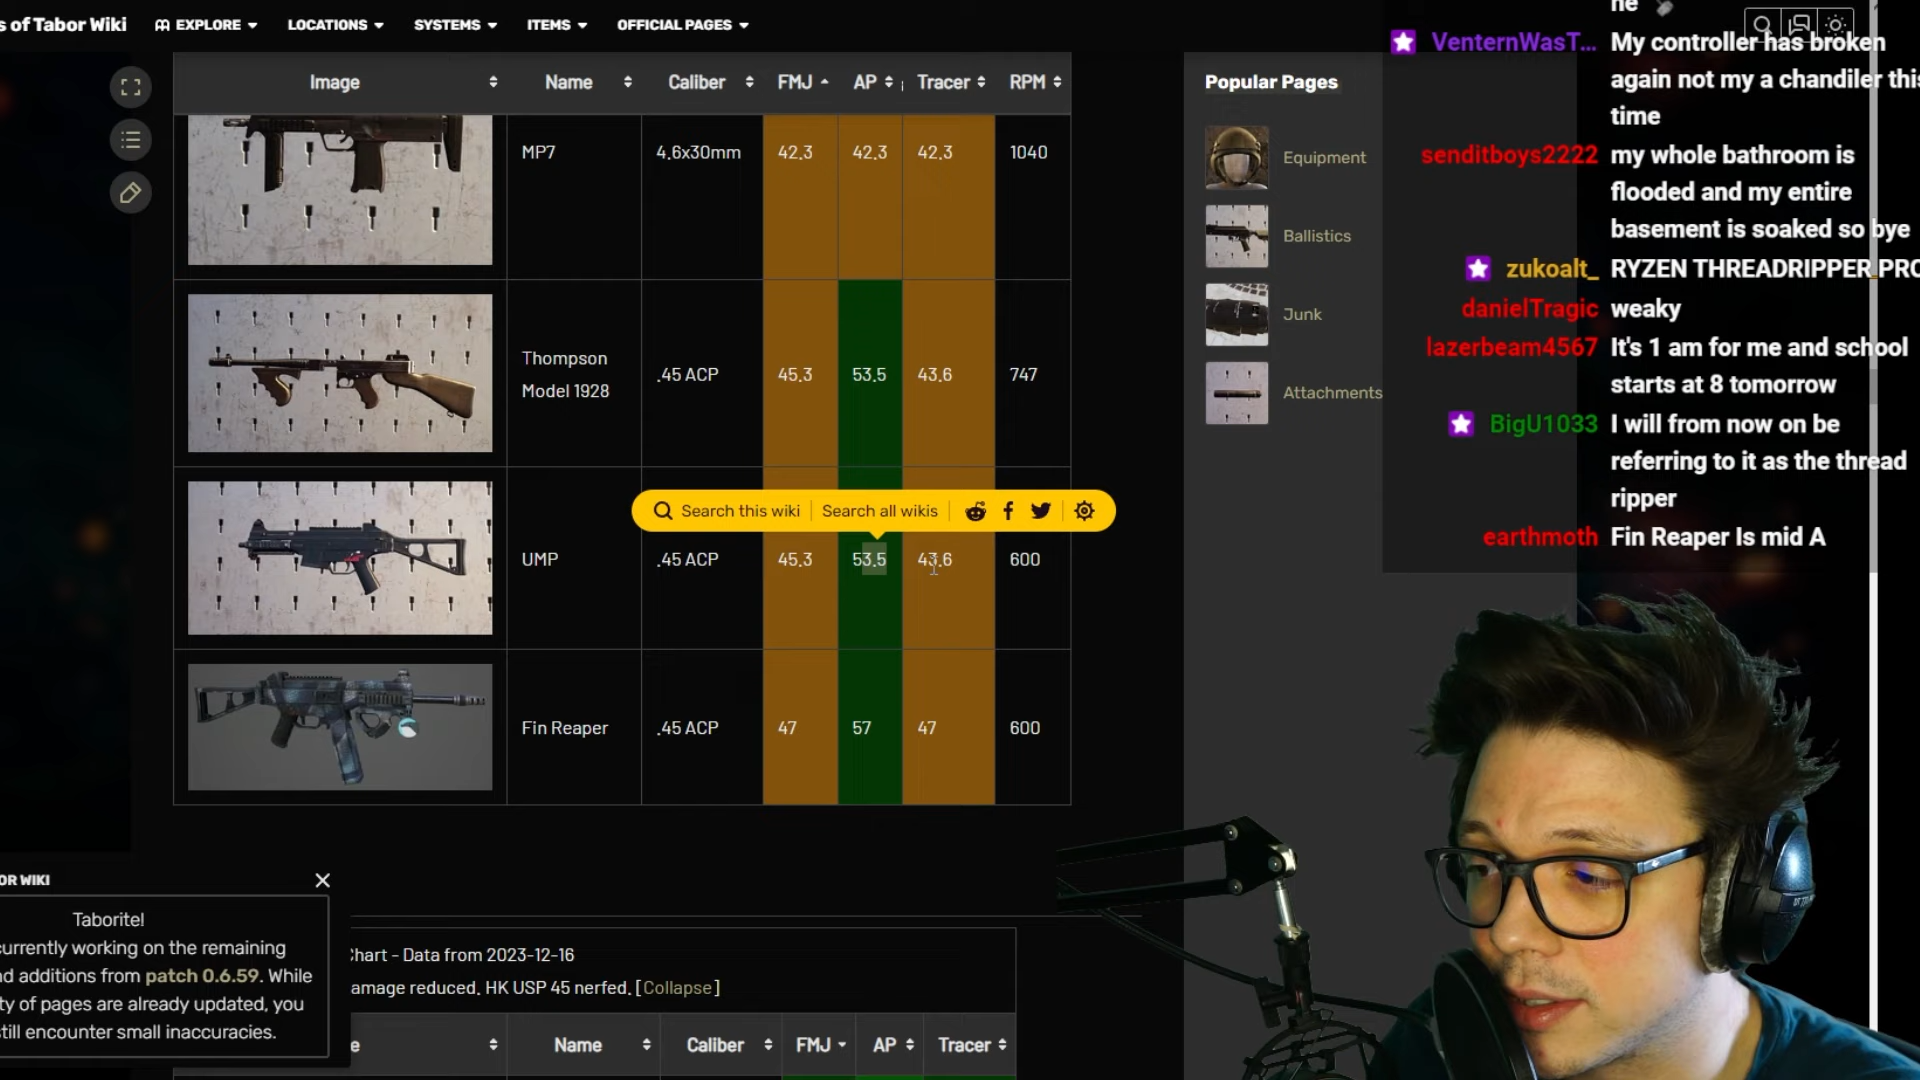 s of Tabor Wiki
EXPLORE
LOCATIONS
SYSTEMS
ITEMS
OFFICIAL PAGES
Image
Name
Caliber
FMJ
AP
Tracer
RPM
MP7
4.6x30mm
42.3
42.3
42.3
1040
Thompson
Model 1928
.45 ACP
45.3
53.5
43.6
747
Search this wiki
Search all wikis
UMP
.45 ACP
45.3
53.5
43.6
600
Fin Reaper
.45 ACP
47
57
47
600
OR WIKI
Taborite!
currently working on the remaining
nd additions from patch 0.6.59. While
ty of pages are already updated, you
still encounter small inaccuracies.
Chart - Data from 2023-12-16
amage reduced. HK USP 45 nerfed. [Collapse]
e
Name
Caliber
FMJ
AP
Tracer
Popular Pages
Equipment
Ballistics
Junk
Attachments
he
VenternWasT... My controller has broken
again not my a chandiler this
time
senditboys2222 my whole bathroom is
flooded and my entire
basement is soaked so bye
zukoalt_ RYZEN THREADRIPPER PRO
danielTragic weaky
lazerbeam4567 It's 1 am for me and school
starts at 8 tomorrow
BigU1033 I will from now on be
referring to it as the thread
ripper
earthmoth Fin Reaper Is mid A